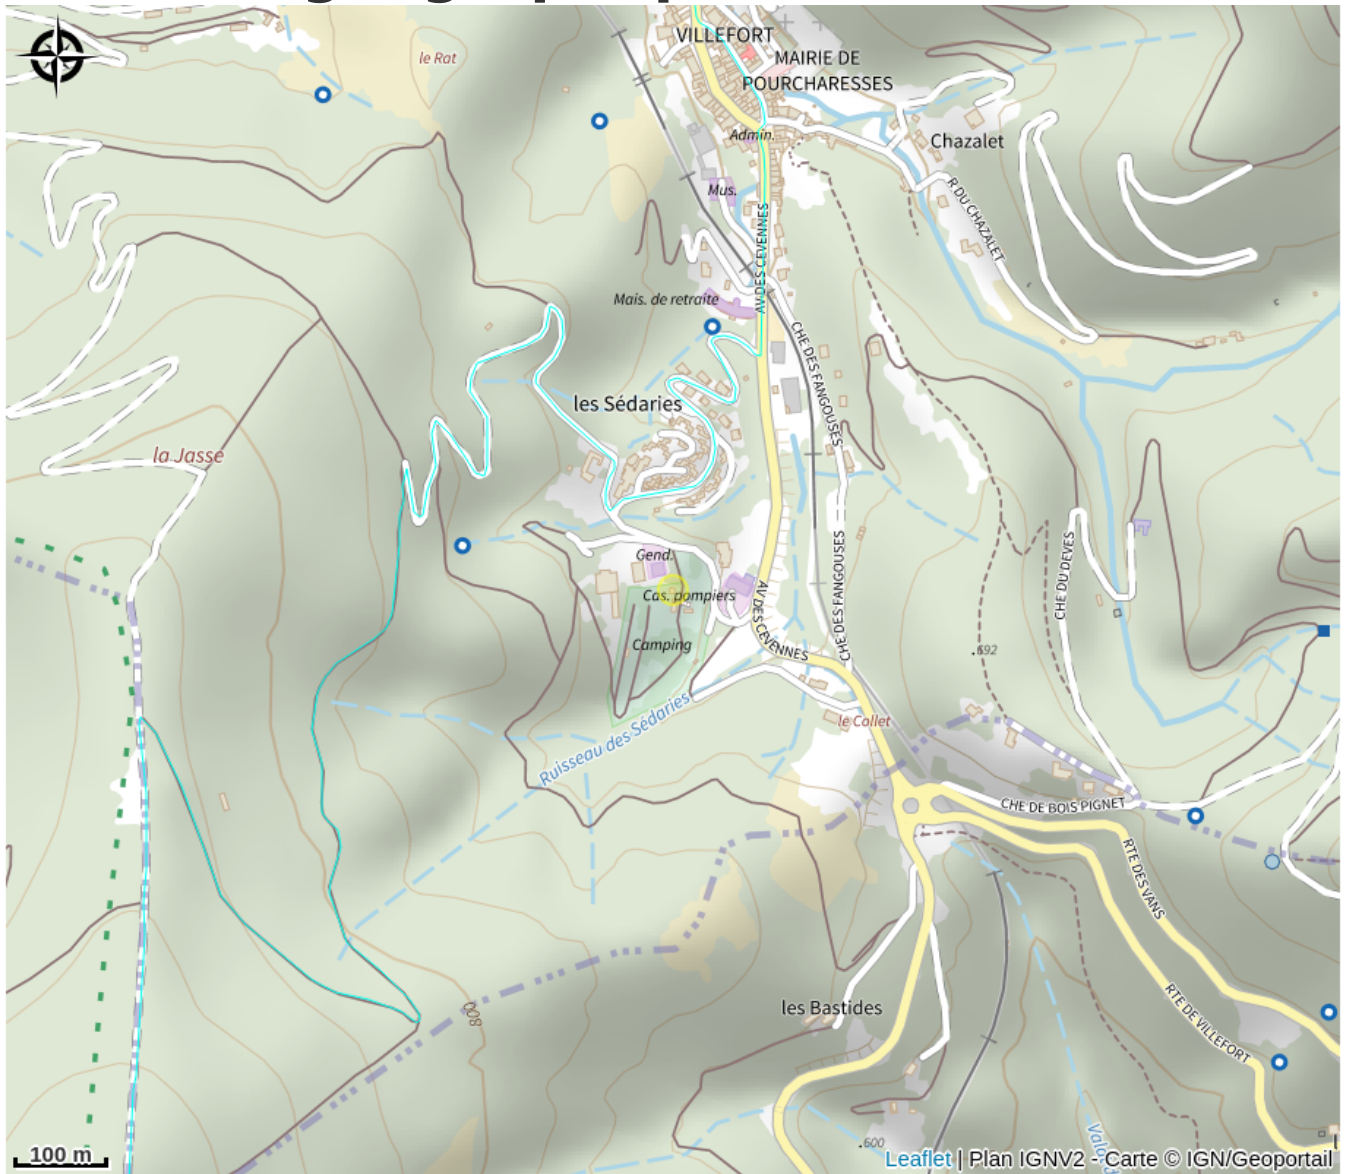 VILLEFORT
MAIRIE DE
POURCHARESSES
le Rat
Admin.
Chazalet
Mus.
R DU CHAZALET
AV DES CEVENNES
Mais. de retraite
CHE DES FANGOUSES
les Sédaries
la Jasse
Gend.
Cas. pompiers
Camping
AV DES CEVENNES
CHE DES FANGOUSES
CHE DU DEVES
692
Ruisseau des Sédaries
le Collet
CHE DE BOIS PIGNET
RTE DES VANS
800
les Bastides
RTE DE VILLEFORT
600
100 m
Leaflet | Plan IGNV2 - Carte © IGN/Geoportail